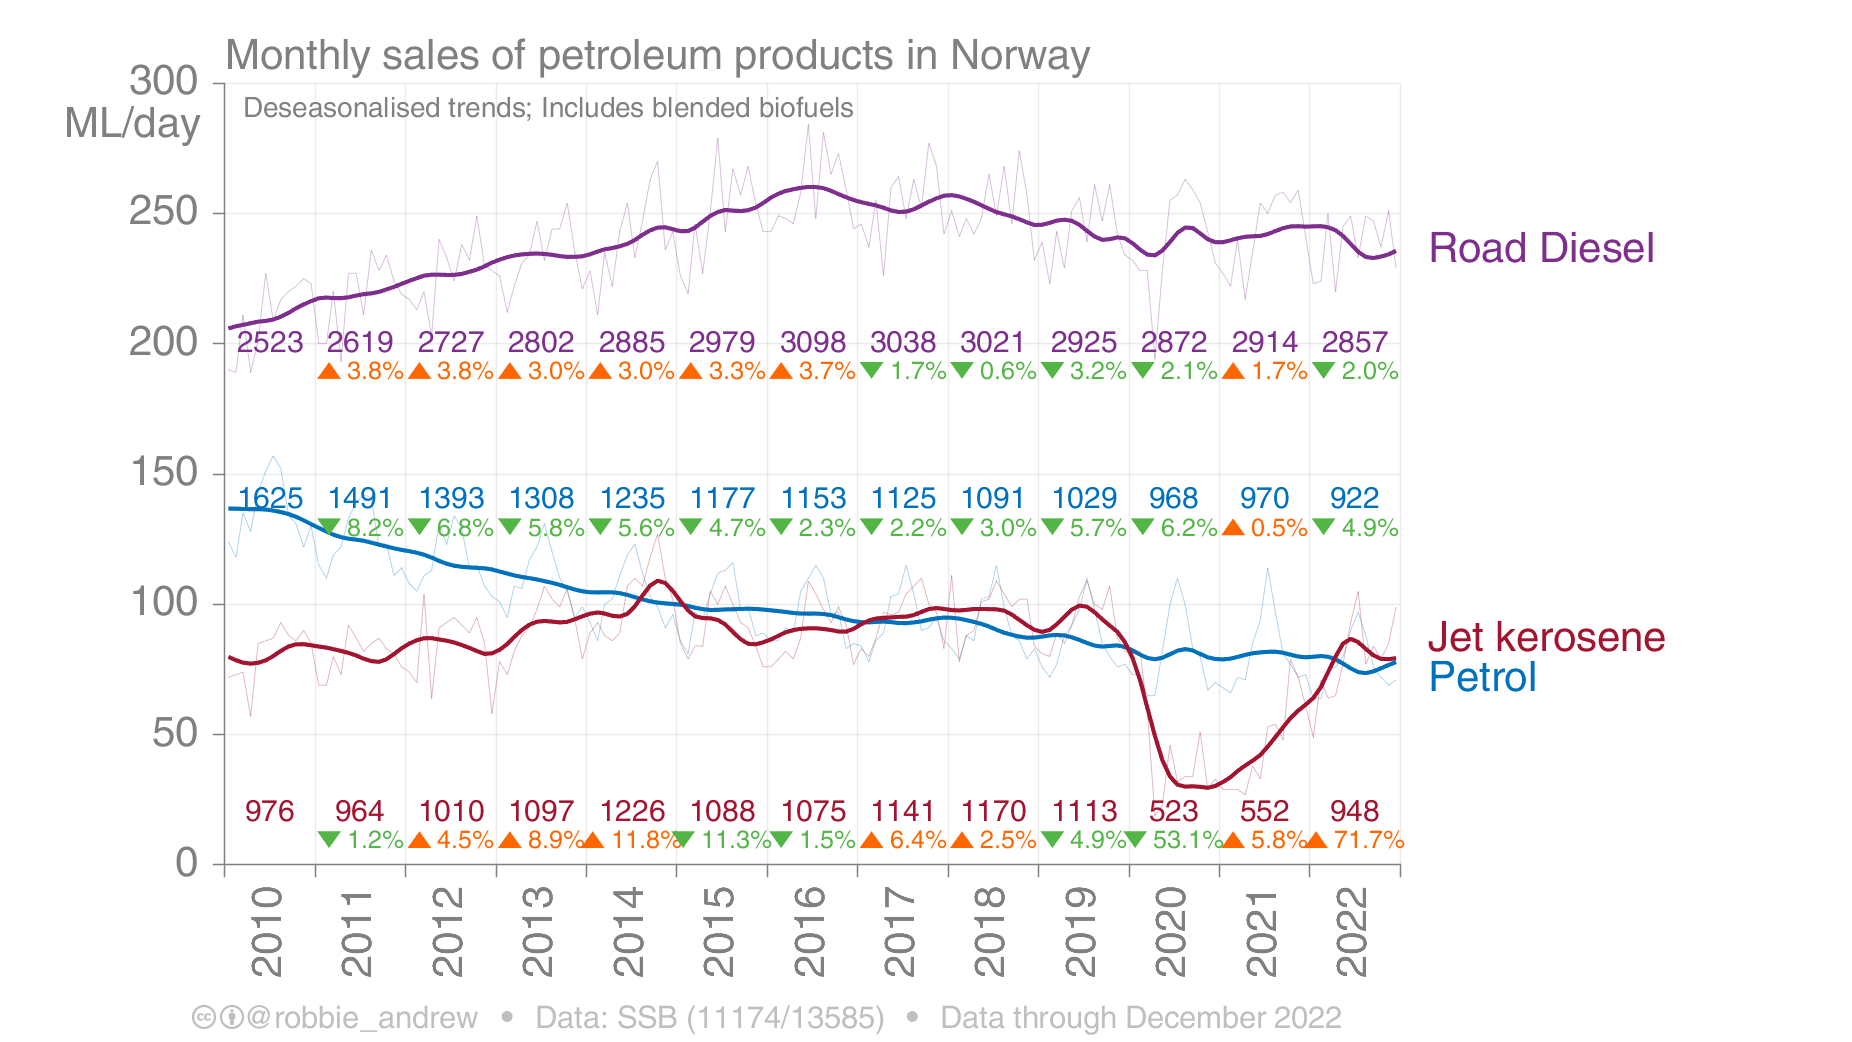 Monthly sales of petroleum products in Norway
300
ML/day
Deseasonalised trends; Includes blended biofuels
250
Road Diesel
200
2523 2619 2727 2802 2885 2979 3098 3038 3021 2925 2872 2914 2857
▲ 3.8% ▲ 3.8% ▲ 3.0% ▲ 3.0% ▲ 3.3% ▲ 3.7% ▼ 1.7% ▼ 0.6% ▼ 3.2% ▼ 2.1% ▲ 1.7% ▼ 2.0%
150
1625 1491 1393 1308 1235 1177 1153 1125 1091 1029 968 970 922
▼ 8.2% ▼ 6.8% ▼ 5.8% ▼ 5.6% ▼ 4.7% ▼ 2.3% ▼ 2.2% ▼ 3.0% ▼ 5.7% ▼ 6.2% ▲ 0.5% ▼ 4.9%
100
Jet kerosene
Petrol
50
976 964 1010 1097 1226 1088 1075 1141 1170 1113 523 552 948
▼ 1.2% ▲ 4.5% ▲ 8.9% ▲ 11.8% ▼ 11.3% ▼ 1.5% ▲ 6.4% ▲ 2.5% ▼ 4.9% ▼ 53.1% ▲ 5.8% ▲ 71.7%
0
2010 2011 2012 2013 2014 2015 2016 2017 2018 2019 2020 2021 2022
cc @robbie_andrew • Data: SSB (11174/13585) • Data through December 2022